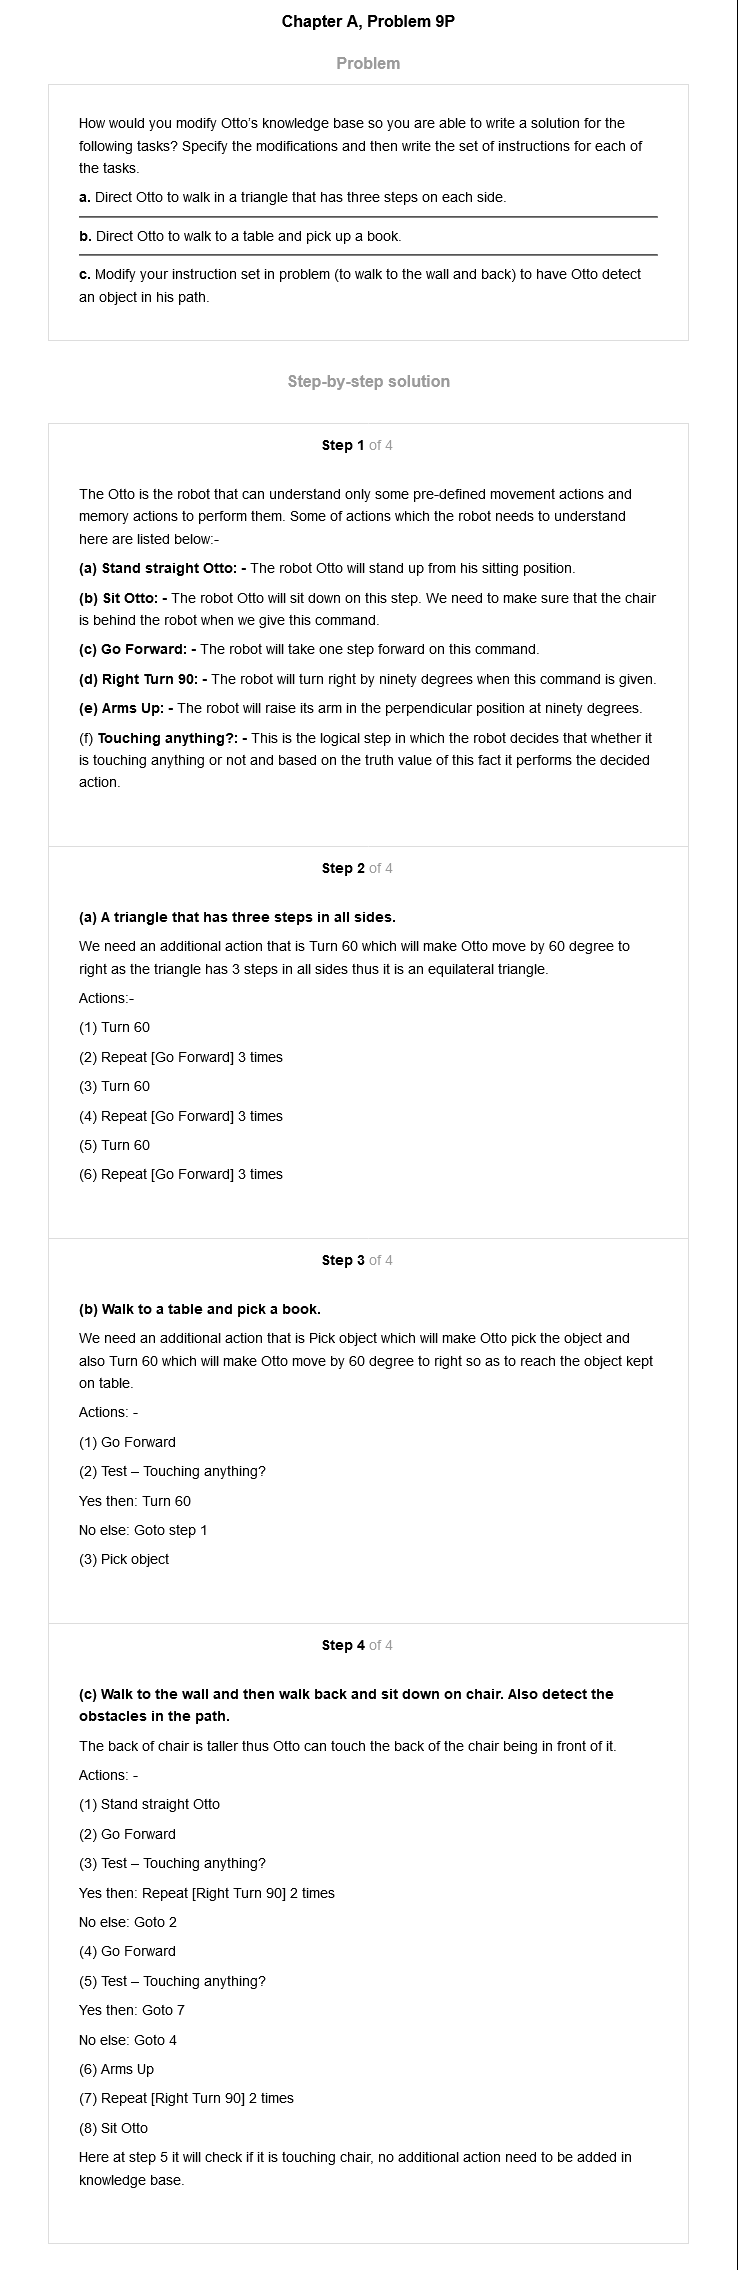 Chapter A, Problem 9P
Problem
How would you modify Otto's knowledge base so you are able to write a solution for the
following tasks? Specify the modifications and then write the set of instructions for each of
the tasks.
a. Direct Otto to walk in a triangle that has three steps on each side.
b. Direct Otto to walk to a table and pick up a book.
c. Modify your instruction set in problem (to walk to the wall and back) to have Otto detect
an object in his path.
Step-by-step solution
Step 1 of 4
The Otto is the robot that can understand only some pre-defined movement actions and
memory actions to perform them. Some of actions which the robot needs to understand
here are listed below:-
(a) Stand straight Otto: - The robot Otto will stand up from his sitting position.
(b) Sit Otto: - The robot Otto will sit down on this step. We need to make sure that the chair
is behind the robot when we give this command.
(c) Go Forward: - The robot will take one step forward on this command.
(d) Right Turn 90: - The robot will turn right by ninety degrees when this command is given.
(e) Arms Up: - The robot will raise its arm in the perpendicular position at ninety degrees.
(f) Touching anything?: - This is the logical step in which the robot decides that whether it
is touching anything or not and based on the truth value of this fact it performs the decided
action.
Step 2 of 4
(a) A triangle that has three steps in all sides.
We need an additional action that is Turn 60 which will make Otto move by 60 degree to
right as the triangle has 3 steps in all sides thus it is an equilateral triangle.
Actions:-
(1) Turn 60
(2) Repeat [Go Forward] 3 times
(3) Turn 60
(4) Repeat [Go Forward] 3 times
(5) Turn 60
(6) Repeat [Go Forward] 3 times
Step 3 of 4
(b) Walk to a table and pick a book.
We need an additional action that is Pick object which will make Otto pick the object and
also Turn 60 which will make Otto move by 60 degree to right so as to reach the object kept
on table.
Actions: -
(1) Go Forward
(2) Test – Touching anything?
Yes then: Turn 60
No else: Goto step 1
(3) Pick object
Step 4 of 4
(c) Walk to the wall and then walk back and sit down on chair. Also detect the
obstacles in the path.
The back of chair is taller thus Otto can touch the back of the chair being in front of it.
Actions: -
(1) Stand straight Otto
(2) Go Forward
(3) Test – Touching anything?
Yes then: Repeat [Right Turn 90] 2 times
No else: Goto 2
(4) Go Forward
(5) Test – Touching anything?
Yes then: Goto 7
No else: Goto 4
(6) Arms Up
(7) Repeat [Right Turn 90] 2 times
(8) Sit Otto
Here at step 5 it will check if it is touching chair, no additional action need to be added in
knowledge base.